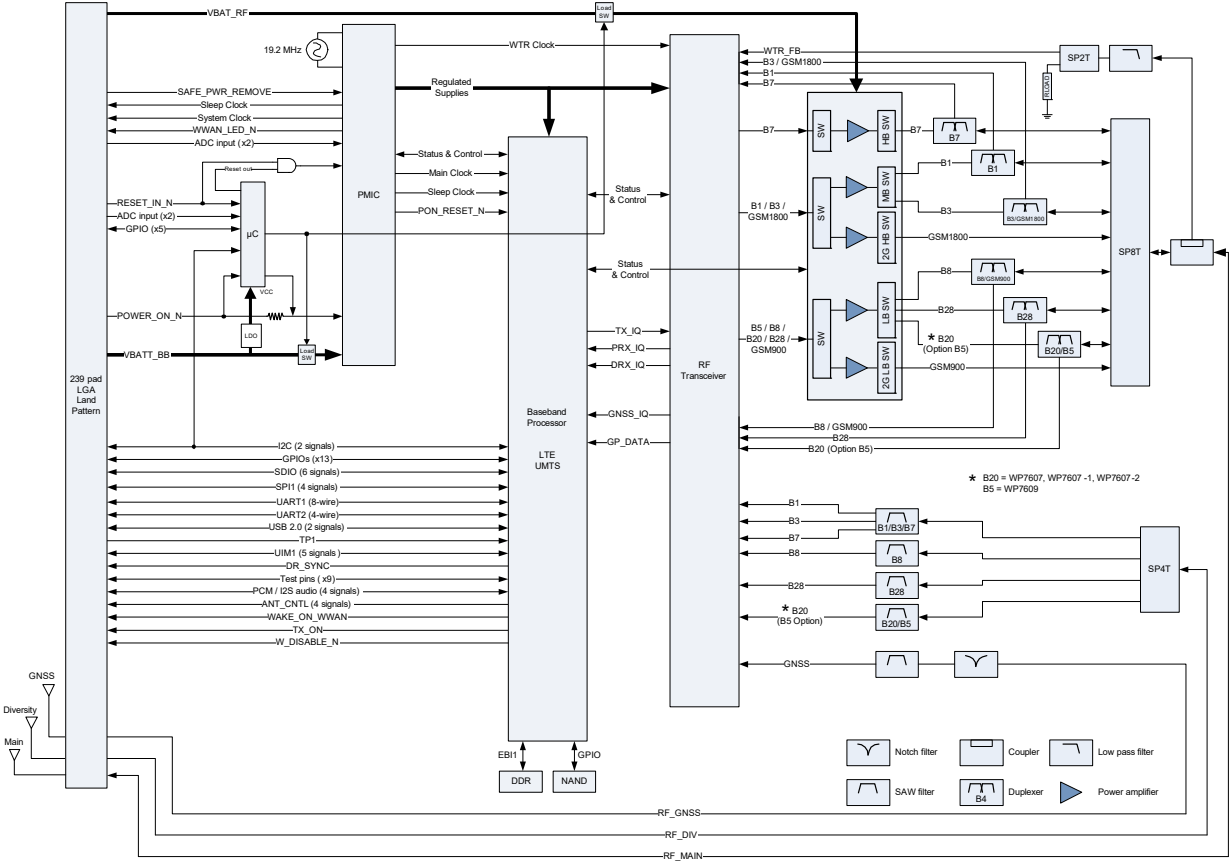 VBAT_RF
Load
SW
19.2 MHz
WTR Clock
Regulated
Supplies
SAFE_PWR_REMOVE
Sleep Clock
System Clock
WWAN_LED_N
ADC input (x2)
Reset out
RESET_IN_N
ADC input (x2)
GPIO (x5)
µC
VCC
POWER_ON_N
LDO
VBATT_BB
Load
SW
PMIC
Status & Control
Main Clock
Sleep Clock
PON_RESET_N
239 pad
LGA
Land
Pattern
I2C (2 signals)
GPIOs (x13)
SDIO (6 signals)
SPI1 (4 signals)
UART1 (8-wire)
UART2 (4-wire)
USB 2.0 (2 signals)
TP1
UIM1 (5 signals )
DR_SYNC
Test pins ( x9)
PCM / I2S audio (4 signals)
ANT_CNTL (4 signals)
WAKE_ON_WWAN
TX_ON
W_DISABLE_N
GNSS
Diversity
Main
Baseband
Processor
LTE
UMTS
EBI1
GPIO
DDR
NAND
Status
& Control
Status
& Control
TX_IQ
PRX_IQ
DRX_IQ
GNSS_IQ
GP_DATA
RF
Transceiver
WTR_FB
B3 / GSM1800
B1
B7
SP2T
RLOAD
B7
SW
HB SW
B7
B7
B1
B1
B1 / B3 /
GSM1800
SW
MB SW
B3
B3/GSM1800
2G HB SW
GSM1800
SP8T
B8
B8/GSM900
B5 / B8 /
B20 / B28 /
GSM900
SW
LB SW
B28
B28
* B20
(Option B5)
B20/B5
2G LB SW
GSM900
B8 / GSM900
B28
B20 (Option B5)
* B20 = WP7607, WP7607 -1, WP7607-2
B5 = WP7609
B1
B3
B7
B1/B3/B7
B8
B8
B28
B28
* B20
(B5 Option)
B20/B5
SP4T
GNSS
Notch filter
Coupler
Low pass filter
SAW filter
B4
Duplexer
Power amplifier
RF_GNSS
RF_DIV
RF_MAIN